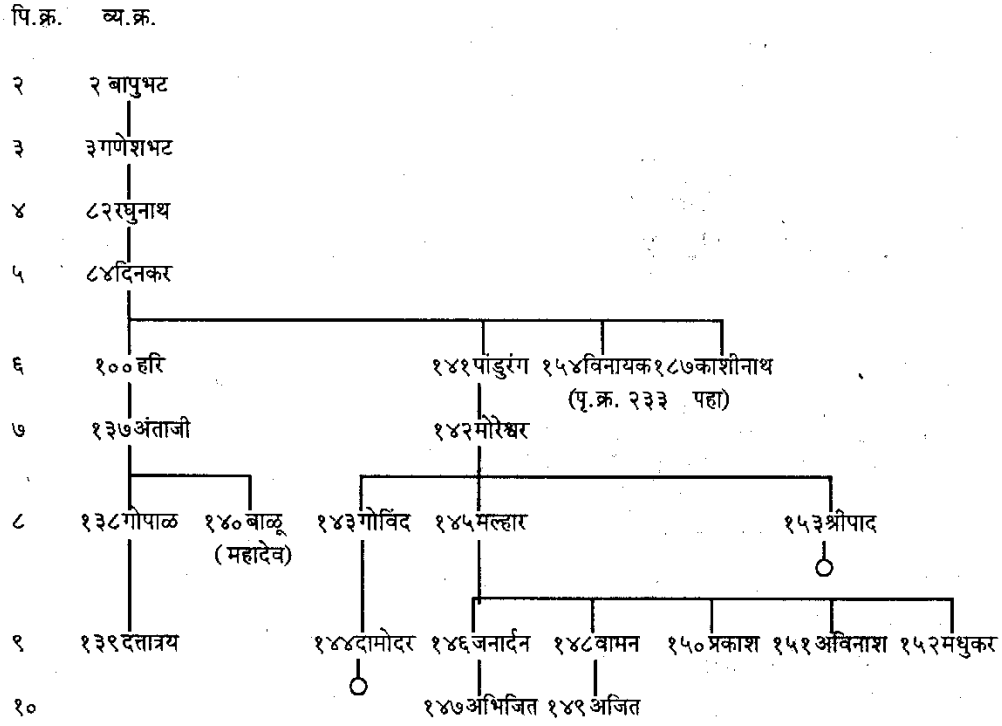 पि.क्र. व्य.क्र.
२ २ बापुभट
३ ३गणेशभट
४ ८२रघुनाथ
५ ८४दिनकर
६ १००हरि १४१पांडुरंग १५४विनायक १८७काशीनाथ
(पृ.क्र. २३३ पहा)
७ १३७अंताजी १४२मोरेश्वर
८ १३८गोपाळ १४०बाळू १४३गोविंद १४५मल्हार १५३श्रीपाद
(महादेव)
९ १३९दत्तात्रय १४४दामोदर १४६जनार्दन १४८वामन १५०प्रकाश १५१अविनाश १५२मधुकर
१० १४७अभिजित १४९अजित